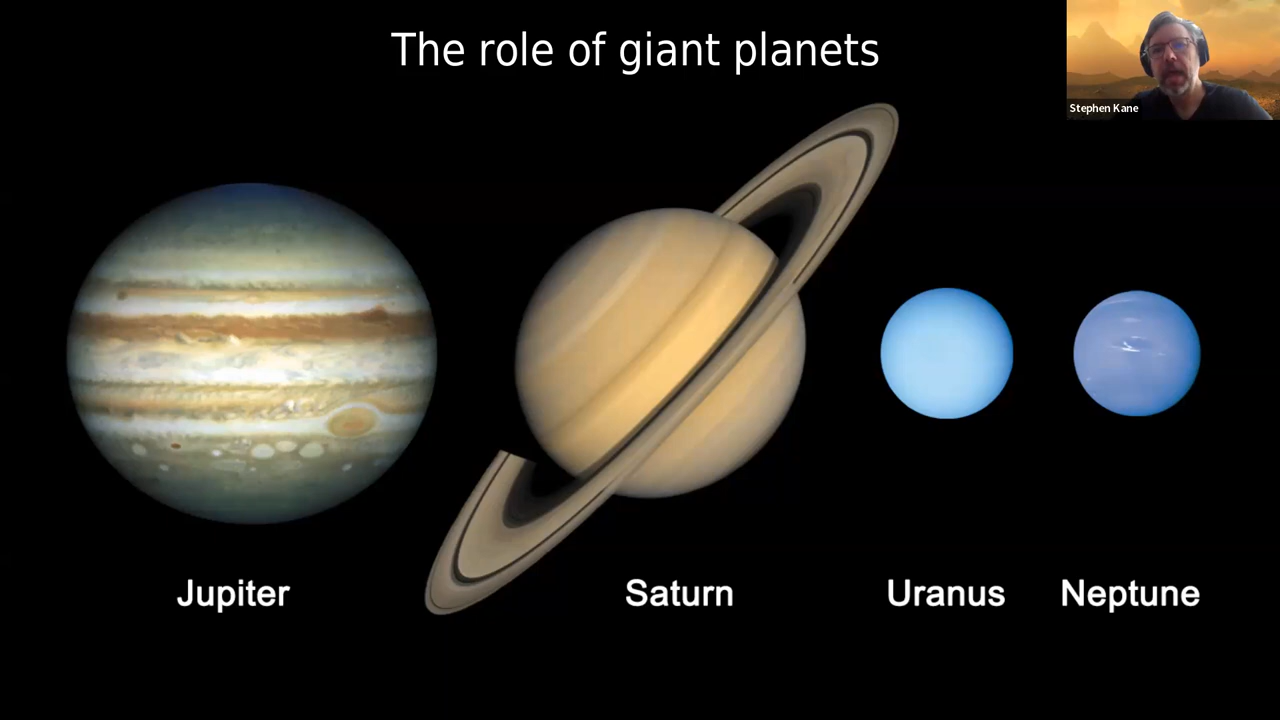 The role of giant planets
Stephen Kane
Jupiter
Saturn
Uranus
Neptune